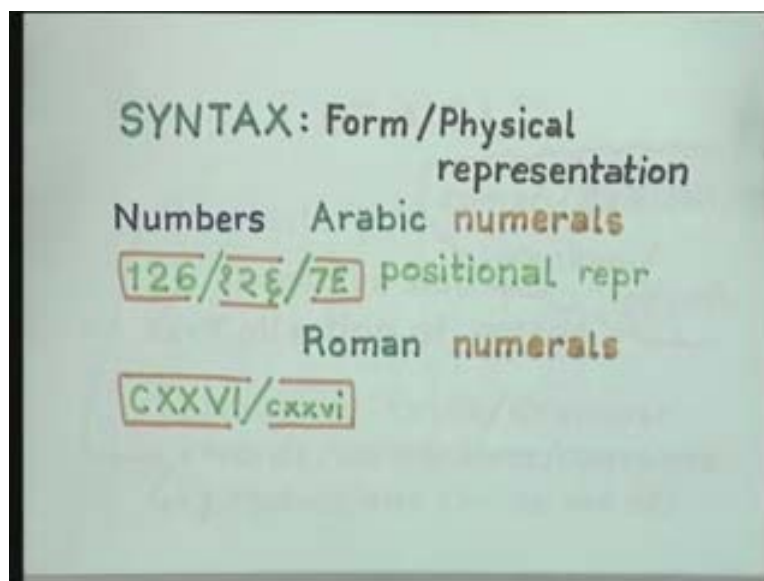 SYNTAX: Form/Physical
representation
Numbers Arabic numerals
126/१२६/7E positional repr
Roman numerals
CXXVI/cxxvi